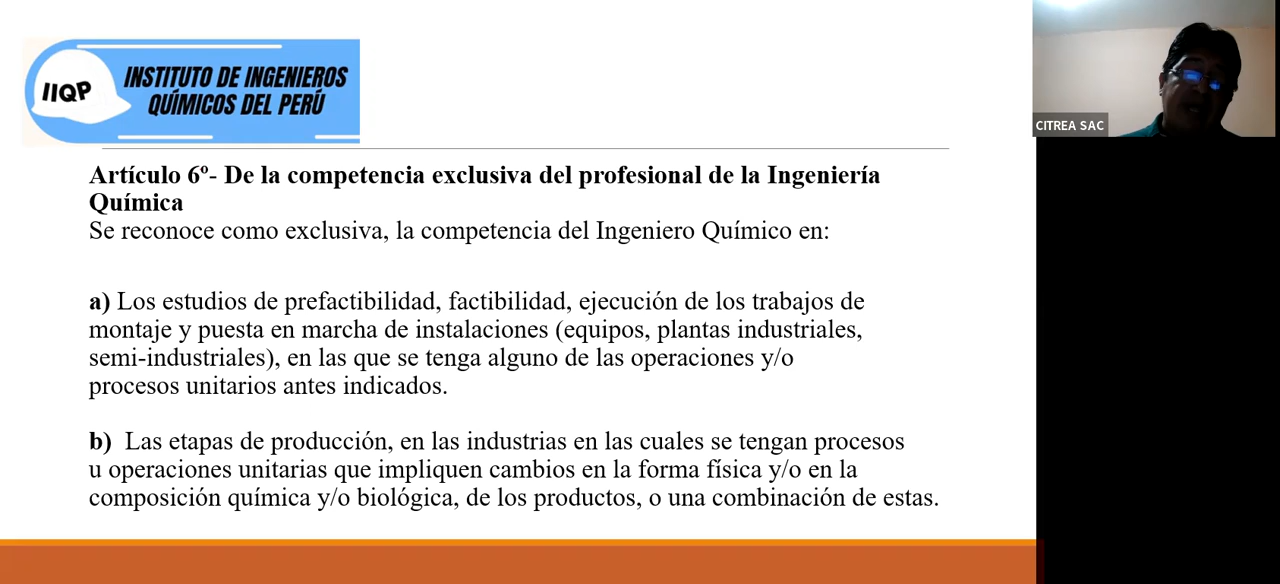 IIQP
INSTITUTO DE INGENIEROS
QUÍMICOS DEL PERÚ
CITREA SAC
Artículo 6º- De la competencia exclusiva del profesional de la Ingeniería
Química
Se reconoce como exclusiva, la competencia del Ingeniero Químico en:
a) Los estudios de prefactibilidad, factibilidad, ejecución de los trabajos de
montaje y puesta en marcha de instalaciones (equipos, plantas industriales,
semi-industriales), en las que se tenga alguno de las operaciones y/o
procesos unitarios antes indicados.
b) Las etapas de producción, en las industrias en las cuales se tengan procesos
u operaciones unitarias que impliquen cambios en la forma física y/o en la
composición química y/o biológica, de los productos, o una combinación de estas.